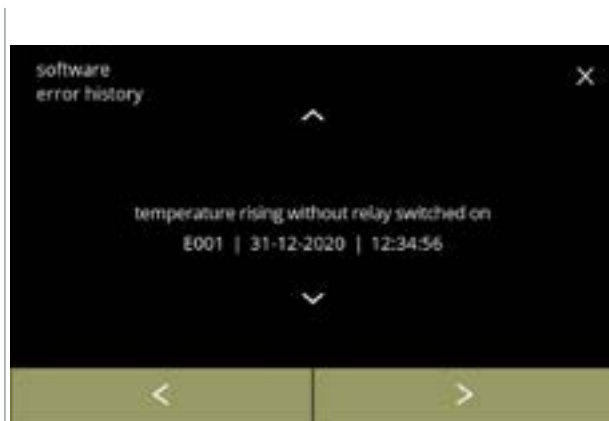 software
error history
temperature rising without relay switched on
E001 | 31-12-2020 | 12:34:56